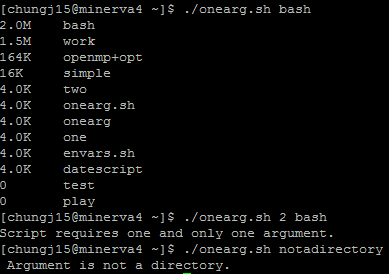 [chungj15@minerva4 ~]$ ./onearg.sh bash
2.0M    bash
1.5M    work
164K    openmp+opt
16K     simple
4.0K    two
4.0K    onearg.sh
4.0K    onearg
4.0K    one
4.0K    envars.sh
4.0K    datescript
0       test
0       play
[chungj15@minerva4 ~]$ ./onearg.sh 2 bash
Script requires one and only one argument.
[chungj15@minerva4 ~]$ ./onearg.sh notadirectory
 Argument is not a directory.